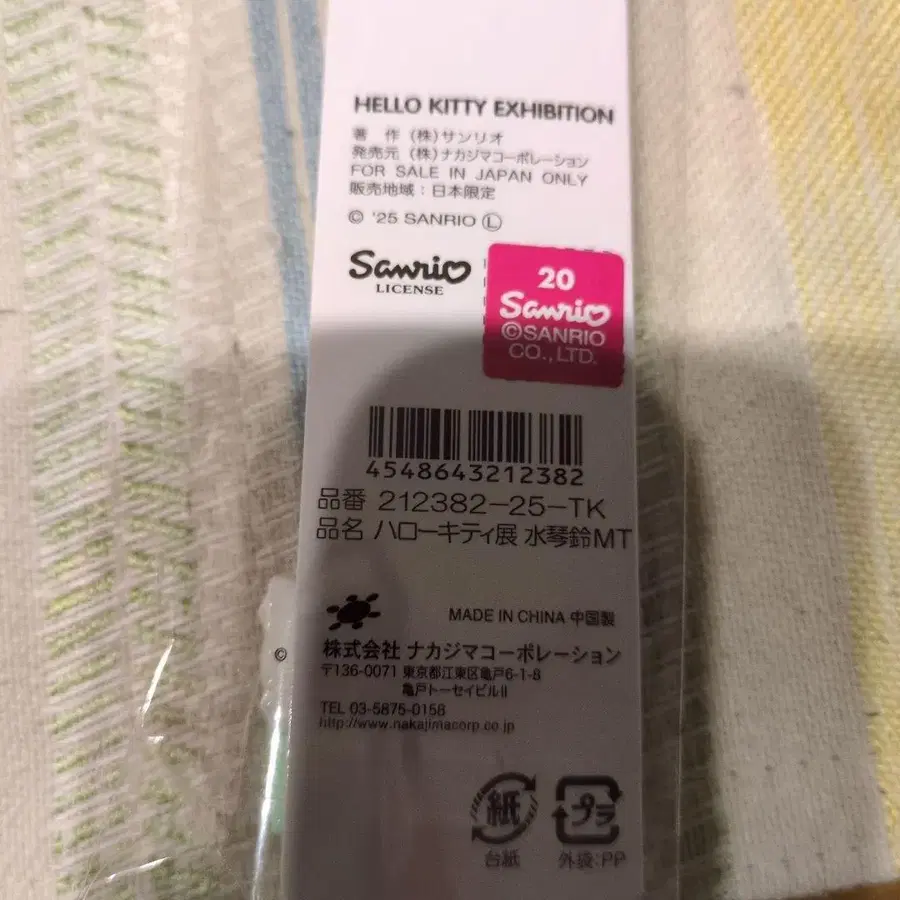 HELLO KITTY EXHIBITION
著 作 (株)サンリオ
発売元 (株)ナカジマコーポレーション
FOR SALE IN JAPAN ONLY
販売地域：日本限定
© '25 SANRIO Ⓛ
Sanrio
LICENSE
20
Sanrio
©SANRIO
CO.,LTD.
4548643212382
品番 212382-25-TK
品名 ハローキティ展 水琴鈴MT
MADE IN CHINA 中国製
©
株式会社 ナカジマコーポレーション
〒136-0071 東京都江東区亀戸6-1-8
亀戸トーセイビルⅡ
TEL 03-5875-0158
http://www.nakajimacorp.co.jp
紙 プラ
台紙 外袋:PP